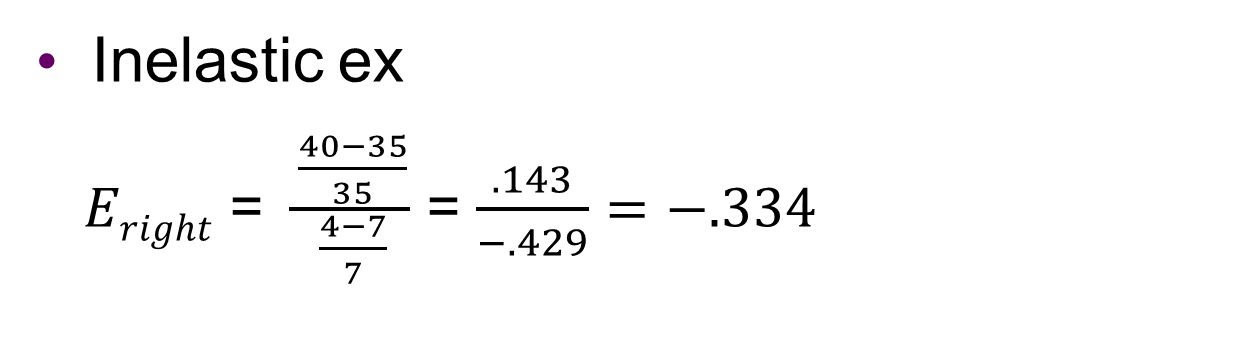 • Inelastic ex
E_right = ((40−35)/35)/((4−7)/7) = .143/−.429 = −.334